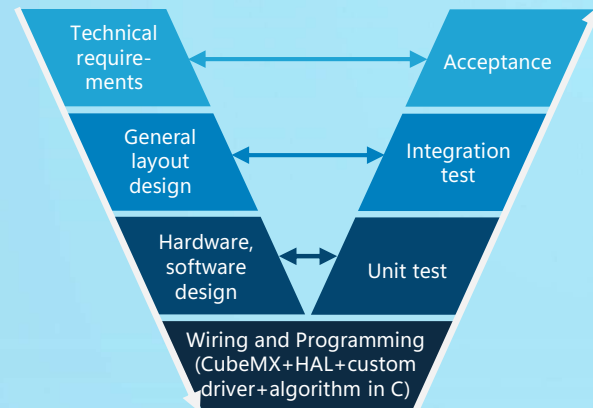 Technical
require-
ments
Acceptance
General
layout
design
Integration
test
Hardware,
software
design
Unit test
Wiring and Programming
(CubeMX+HAL+custom
driver+algorithm in C)